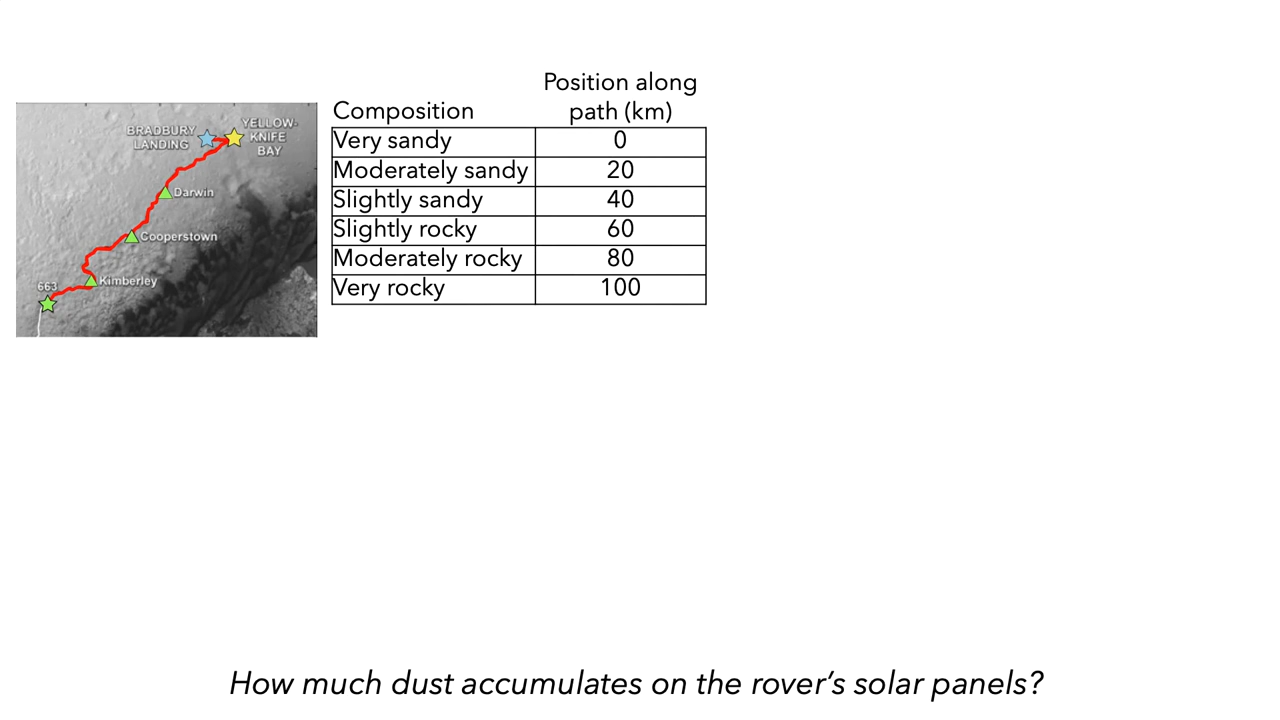 BRADBURY
LANDING
YELLOW-
KNIFE
BAY
Darwin
Cooperstown
Kimberley
663
Composition Position along
path (km)
Very sandy 0
Moderately sandy 20
Slightly sandy 40
Slightly rocky 60
Moderately rocky 80
Very rocky 100
How much dust accumulates on the rover's solar panels?